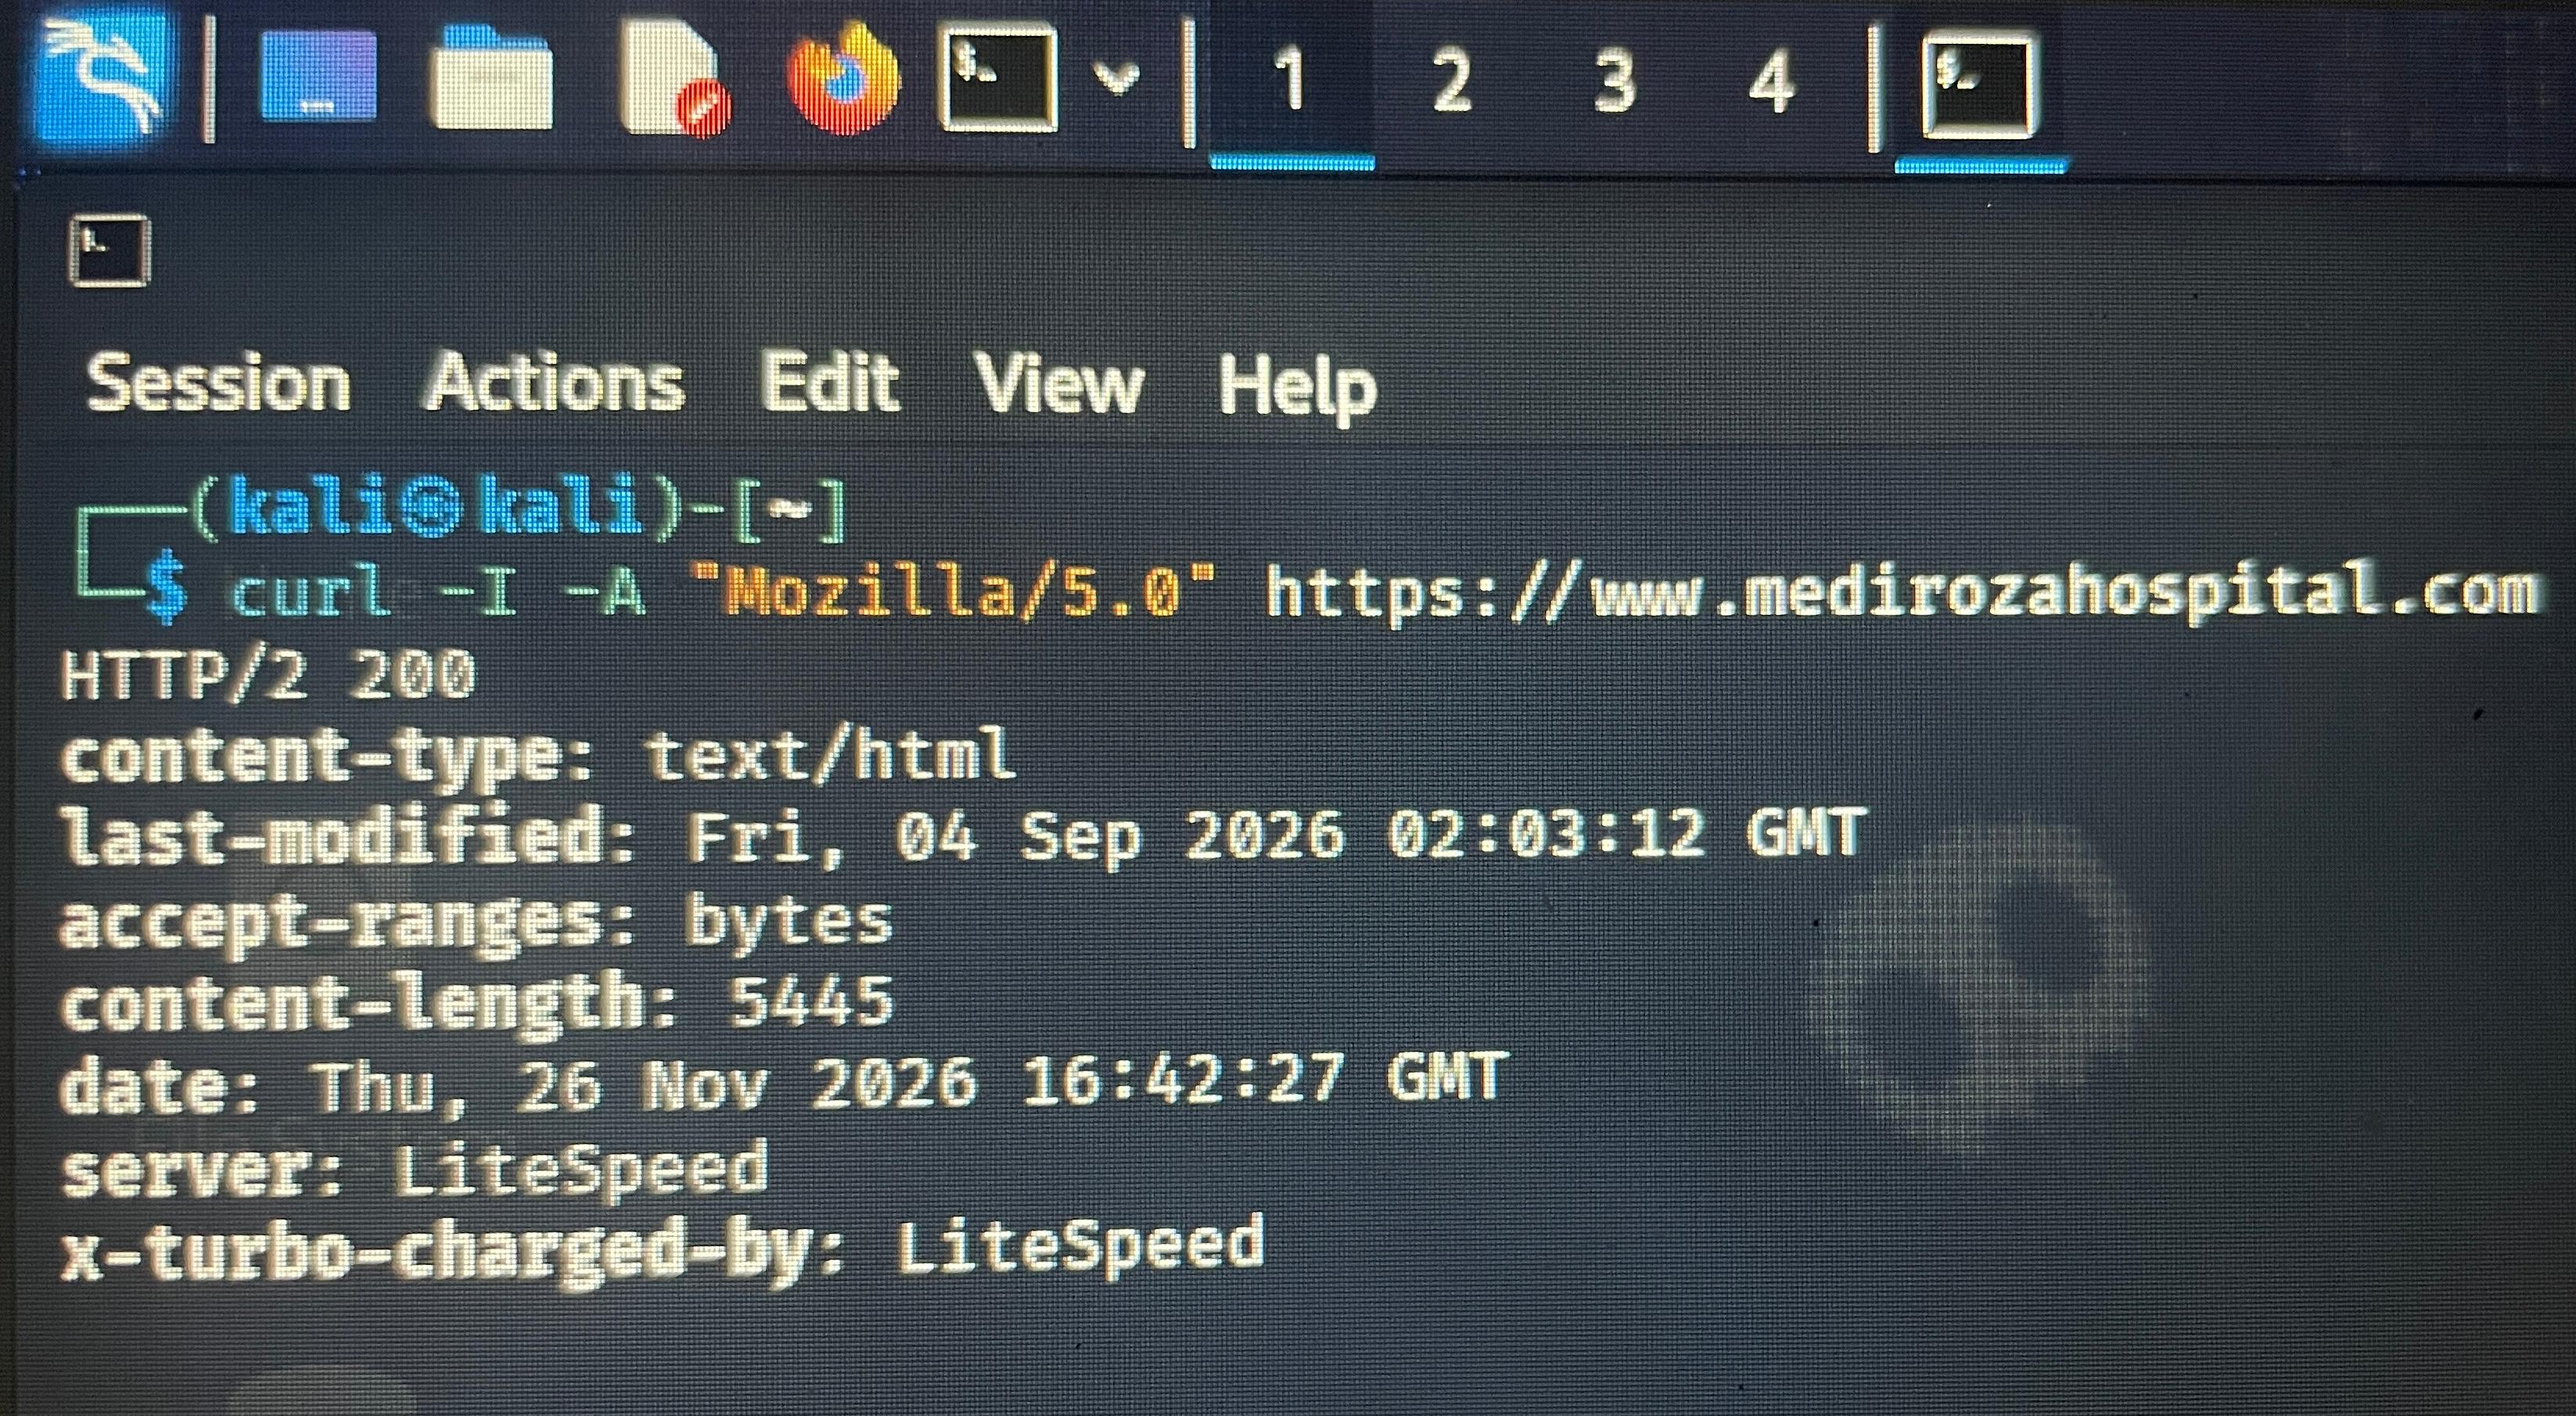 1 2 3 4
Session Actions Edit View Help
┌──(kali㉿kali)-[~]
└─$ curl -I -A "Mozilla/5.0" https://www.medirozahospital.com
HTTP/2 200
content-type: text/html
last-modified: Fri, 04 Sep 2026 02:03:12 GMT
accept-ranges: bytes
content-length: 5445
date: Thu, 26 Nov 2026 16:42:27 GMT
server: LiteSpeed
x-turbo-charged-by: LiteSpeed